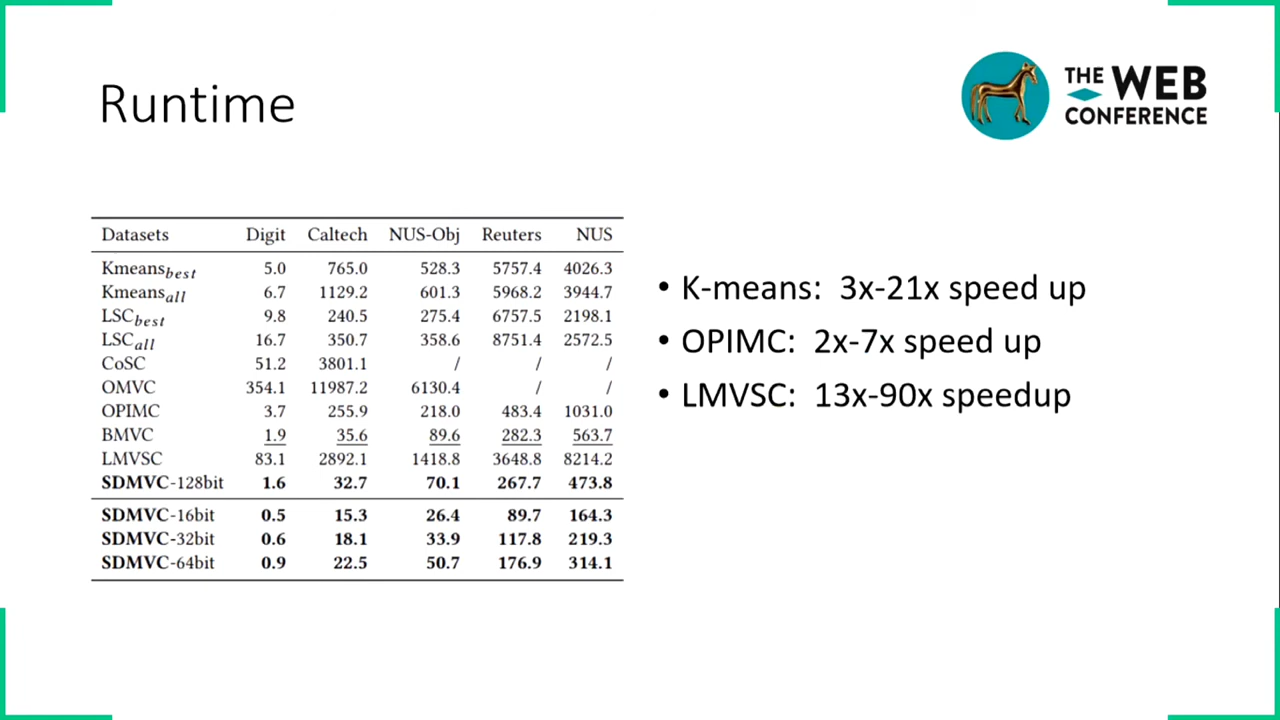 Runtime
THE WEB
CONFERENCE
Datasets Digit Caltech NUS-Obj Reuters NUS
Kmeansbest 5.0 765.0 528.3 5757.4 4026.3
Kmeansall 6.7 1129.2 601.3 5968.2 3944.7
LSCbest 9.8 240.5 275.4 6757.5 2198.1
LSCall 16.7 350.7 358.6 8751.4 2572.5
CoSC 51.2 3801.1 / / /
OMVC 354.1 11987.2 6130.4 / /
OPIMC 3.7 255.9 218.0 483.4 1031.0
BMVC 1.9 35.6 89.6 282.3 563.7
LMVSC 83.1 2892.1 1418.8 3648.8 8214.2
SDMVC-128bit 1.6 32.7 70.1 267.7 473.8
SDMVC-16bit 0.5 15.3 26.4 89.7 164.3
SDMVC-32bit 0.6 18.1 33.9 117.8 219.3
SDMVC-64bit 0.9 22.5 50.7 176.9 314.1
• K-means: 3x-21x speed up
• OPIMC: 2x-7x speed up
• LMVSC: 13x-90x speedup